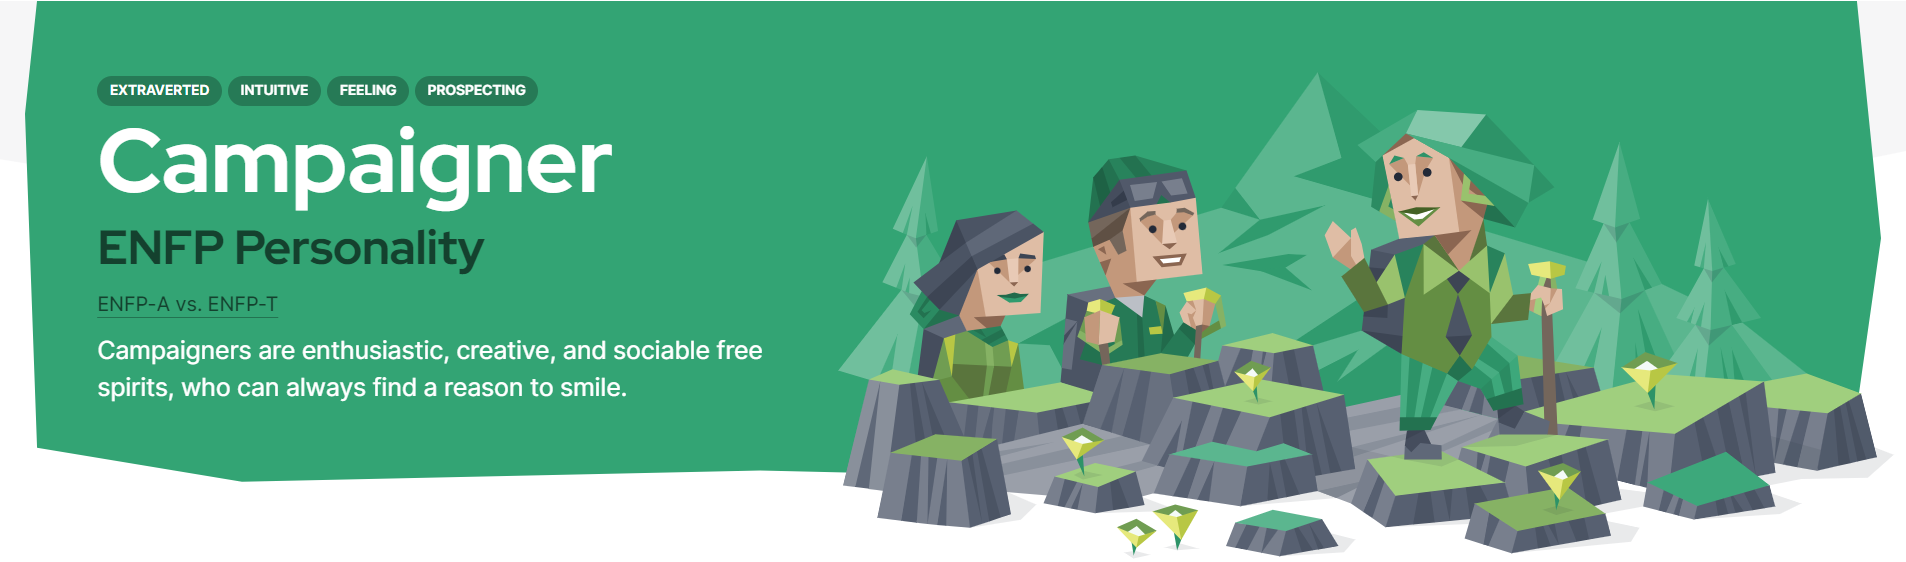 EXTRAVERTED INTUITIVE FEELING PROSPECTING
Campaigner
ENFP Personality
ENFP-A vs. ENFP-T
Campaigners are enthusiastic, creative, and sociable free
spirits, who can always find a reason to smile.